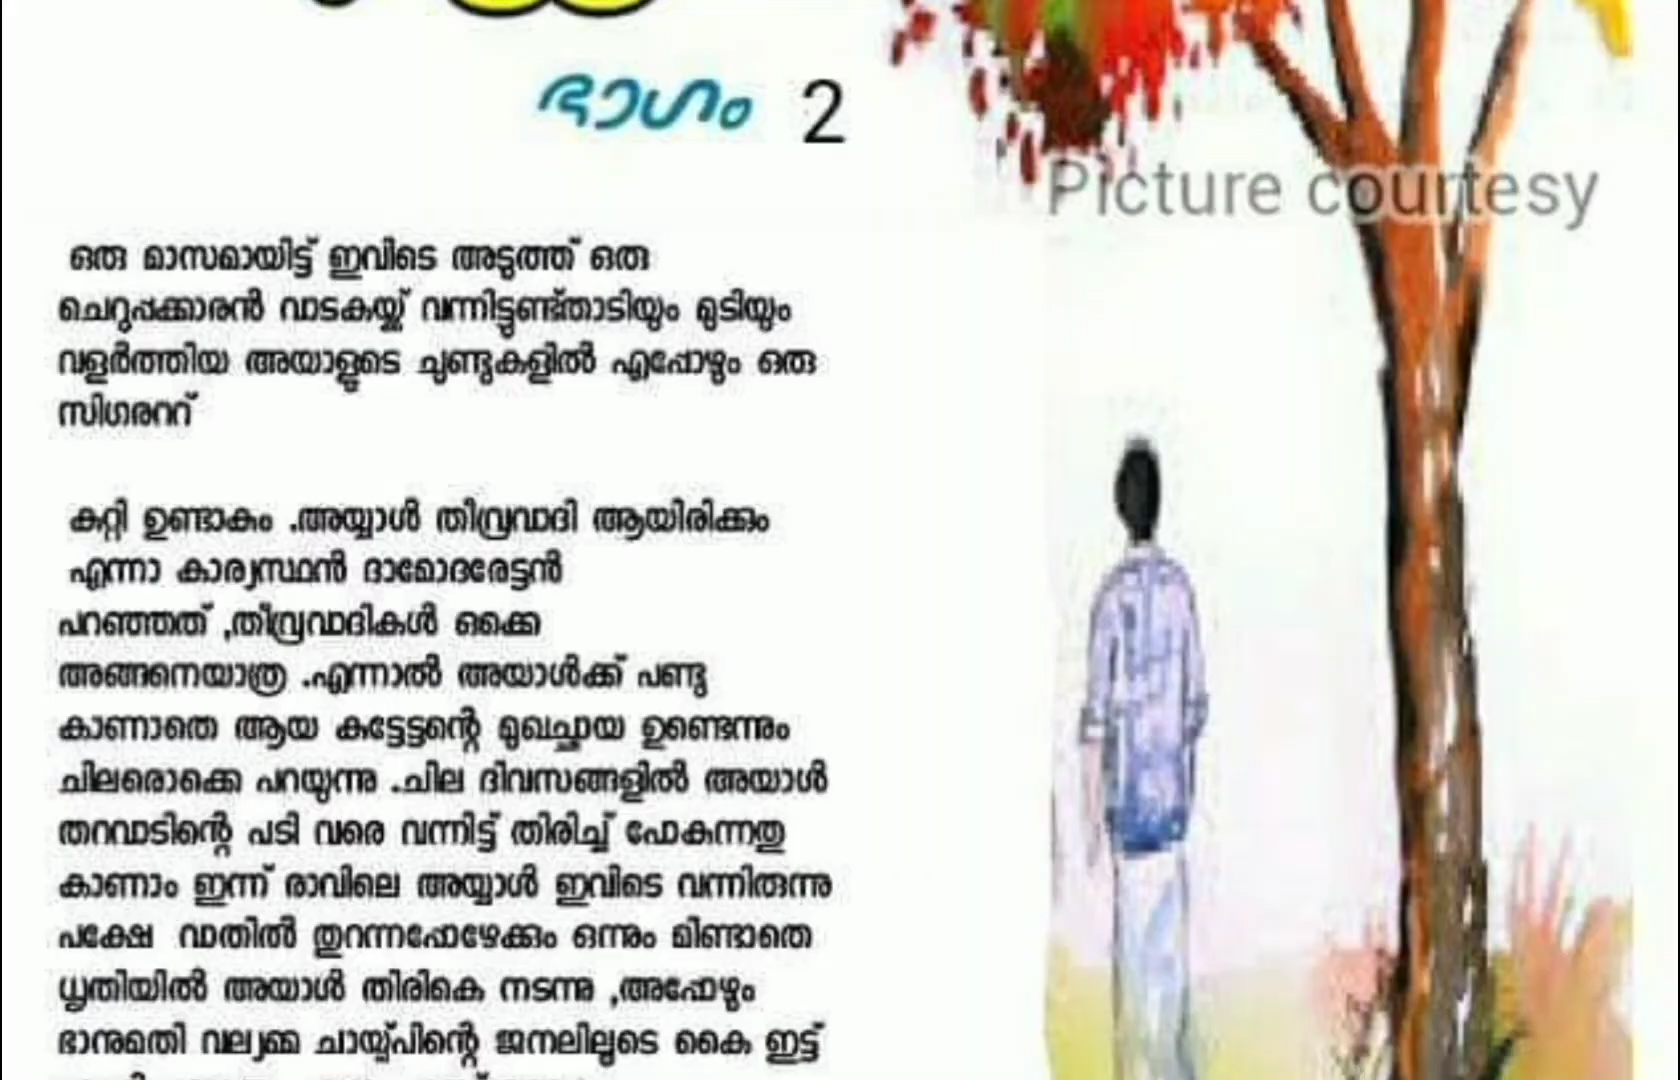 ഭാഗം 2
Picture courtesy
ഒരു മാസമായിട്ട് ഇവിടെ അടുത്ത് ഒരു
ചെറുപ്പക്കാരൻ വാടകയ്ക്ക് വന്നിട്ടുണ്ട്താടിയും മുടിയും
വളർത്തിയ അയാളുടെ ചുണ്ടുകളിൽ എപ്പോഴും ഒരു
സിഗരററ്
കുറ്റി ഉണ്ടാകും .അയ്യാൾ തീവ്രവാദി ആയിരിക്കും
എന്നാ കാര്യസ്ഥൻ ദാമോദരേട്ടൻ
പറഞ്ഞത് ,തീവ്രവാദികൾ ഒക്കെ
അങ്ങനെയാത്ര .എന്നാൽ അയാൾക്ക് പണ്ടു
കാണാതെ ആയ കുട്ടേട്ടന്റെ മുഖച്ഛായ ഉണ്ടെന്നും
ചിലരൊക്കെ പറയുന്നു .ചില ദിവസങ്ങളിൽ അയാൾ
തറവാടിന്റെ പടി വരെ വന്നിട്ട് തിരിച്ച് പോകുന്നതു
കാണാം ഇന്ന് രാവിലെ അയ്യാൾ ഇവിടെ വന്നിരുന്നു
പക്ഷേ വാതിൽ തുറന്നപ്പോഴേക്കും ഒന്നും മിണ്ടാതെ
ധൃതിയിൽ അയാൾ തിരികെ നടന്നു ,അപ്പോഴും
ഭാനുമതി വല്യമ്മ ചായ്പ്പിന്റെ ജനലിലൂടെ കൈ ഇട്ട്